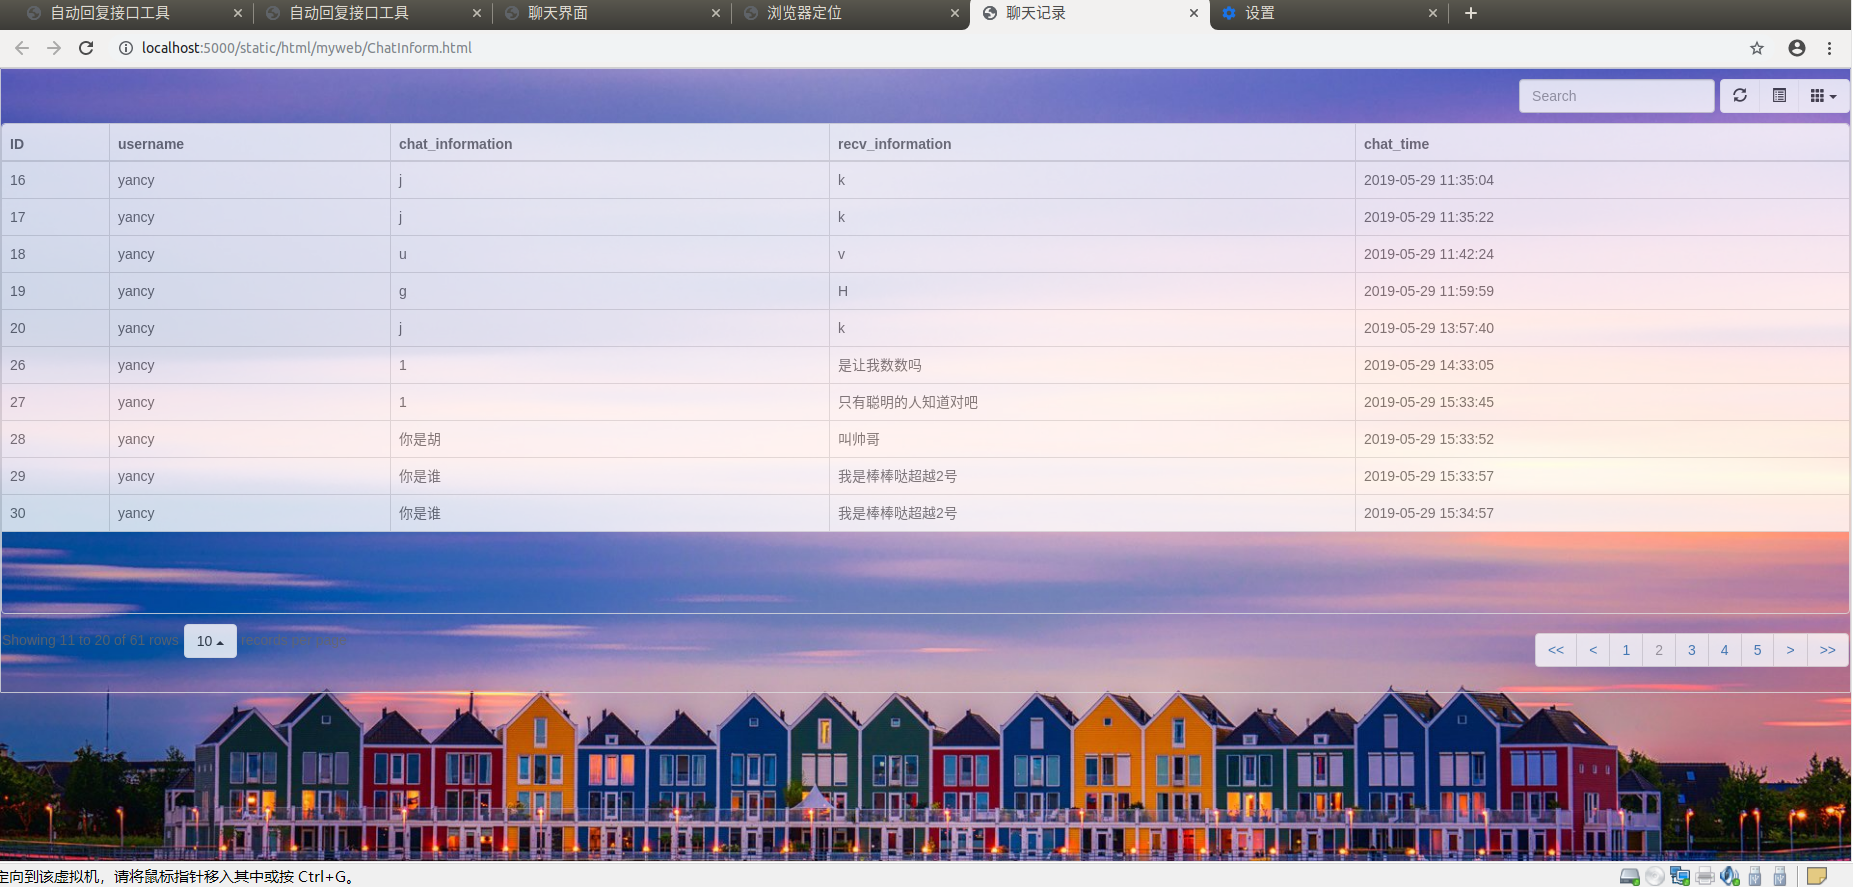 自动回复接口工具 自动回复接口工具 聊天界面 浏览器定位 聊天记录 设置
localhost:5000/static/html/myweb/ChatInform.html
Search
ID username chat_information recv_information chat_time
16 yancy j k 2019-05-29 11:35:04
17 yancy j k 2019-05-29 11:35:22
18 yancy u v 2019-05-29 11:42:24
19 yancy g H 2019-05-29 11:59:59
20 yancy j k 2019-05-29 13:57:40
26 yancy 1 是让我数数吗 2019-05-29 14:33:05
27 yancy 1 只有聪明的人知道对吧 2019-05-29 15:33:45
28 yancy 你是胡 叫帅哥 2019-05-29 15:33:52
29 yancy 你是谁 我是棒棒哒超越2号 2019-05-29 15:33:57
30 yancy 你是谁 我是棒棒哒超越2号 2019-05-29 15:34:57
Showing 11 to 20 of 61 rows 10 records per page
<< < 1 2 3 4 5 > >>
定向到该虚拟机，请将鼠标指针移入其中或按 Ctrl+G。